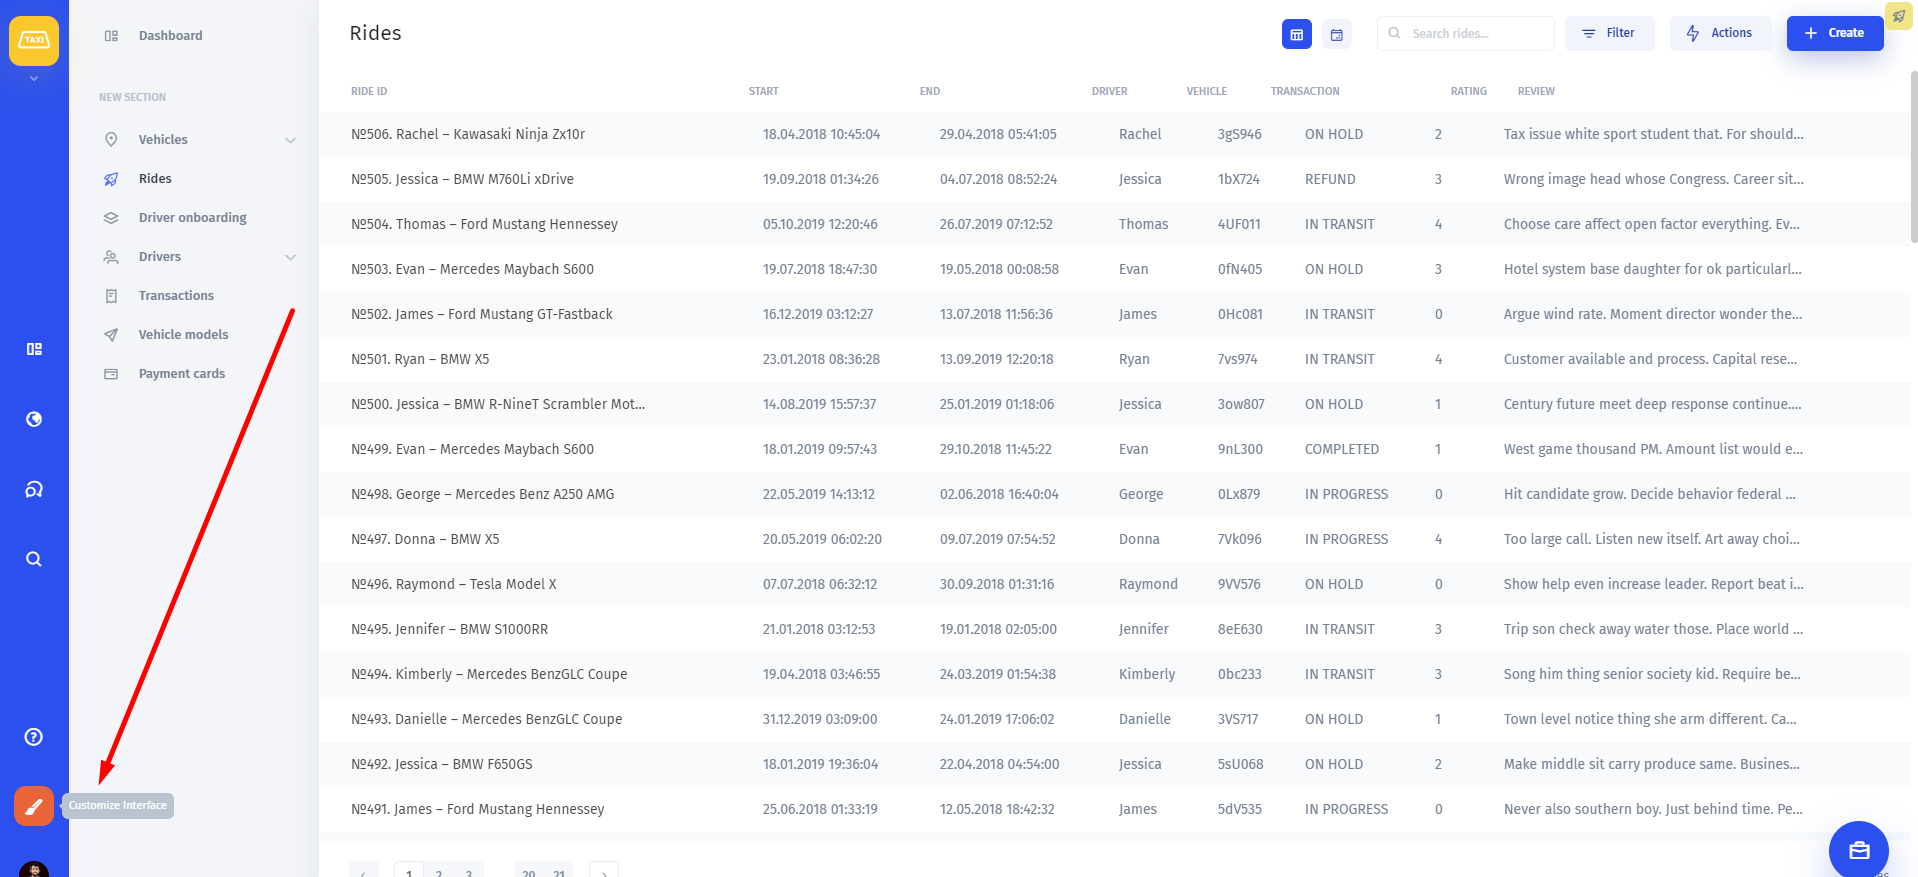 TAXI
Dashboard
NEW SECTION
Vehicles
Rides
Driver onboarding
Drivers
Transactions
Vehicle models
Payment cards
Customize Interface
Rides
Search rides...
Filter
Actions
Create
RIDE ID START END DRIVER VEHICLE TRANSACTION RATING REVIEW
№506. Rachel – Kawasaki Ninja Zx10r 18.04.2018 10:45:04 29.04.2018 05:41:05 Rachel 3gS946 ON HOLD 2 Tax issue white sport student that. For should...
№505. Jessica – BMW M760Li xDrive 19.09.2018 01:34:26 04.07.2018 08:52:24 Jessica 1bX724 REFUND 3 Wrong image head whose Congress. Career sit...
№504. Thomas – Ford Mustang Hennessey 05.10.2019 12:20:46 26.07.2019 07:12:52 Thomas 4UF011 IN TRANSIT 4 Choose care affect open factor everything. Ev...
№503. Evan – Mercedes Maybach S600 19.07.2018 18:47:30 19.05.2018 00:08:58 Evan 0fN405 ON HOLD 3 Hotel system base daughter for ok particularl...
№502. James – Ford Mustang GT-Fastback 16.12.2019 03:12:27 13.07.2018 11:56:36 James 0Hc081 IN TRANSIT 0 Argue wind rate. Moment director wonder the...
№501. Ryan – BMW X5 23.01.2018 08:36:28 13.09.2019 12:20:18 Ryan 7vs974 IN TRANSIT 4 Customer available and process. Capital rese...
№500. Jessica – BMW R-NineT Scrambler Mot... 14.08.2019 15:57:37 25.01.2019 01:18:06 Jessica 3ow807 ON HOLD 1 Century future meet deep response continue....
№499. Evan – Mercedes Maybach S600 18.01.2019 09:57:43 29.10.2018 11:45:22 Evan 9nL300 COMPLETED 1 West game thousand PM. Amount list would e...
№498. George – Mercedes Benz A250 AMG 22.05.2019 14:13:12 02.06.2018 16:40:04 George 0Lx879 IN PROGRESS 0 Hit candidate grow. Decide behavior federal ...
№497. Donna – BMW X5 20.05.2019 06:02:20 09.07.2019 07:54:52 Donna 7Vk096 IN PROGRESS 4 Too large call. Listen new itself. Art away choi...
№496. Raymond – Tesla Model X 07.07.2018 06:32:12 30.09.2018 01:31:16 Raymond 9VV576 ON HOLD 0 Show help even increase leader. Report beat i...
№495. Jennifer – BMW S1000RR 21.01.2018 03:12:53 19.01.2018 02:05:00 Jennifer 8eE630 IN TRANSIT 3 Trip son check away water those. Place world ...
№494. Kimberly – Mercedes BenzGLC Coupe 19.04.2018 03:46:55 24.03.2019 01:54:38 Kimberly 0bc233 IN TRANSIT 3 Song him thing senior society kid. Require be...
№493. Danielle – Mercedes BenzGLC Coupe 31.12.2019 03:09:00 24.01.2019 17:06:02 Danielle 3VS717 ON HOLD 1 Town level notice thing she arm different. Ca...
№492. Jessica – BMW F650GS 18.01.2019 19:36:04 22.04.2018 04:54:00 Jessica 5sU068 ON HOLD 2 Make middle sit carry produce same. Busines...
№491. James – Ford Mustang Hennessey 25.06.2018 01:33:19 12.05.2018 18:42:32 James 5dV535 IN PROGRESS 0 Never also southern boy. Just behind time. Pe...
1 2 3 20 21